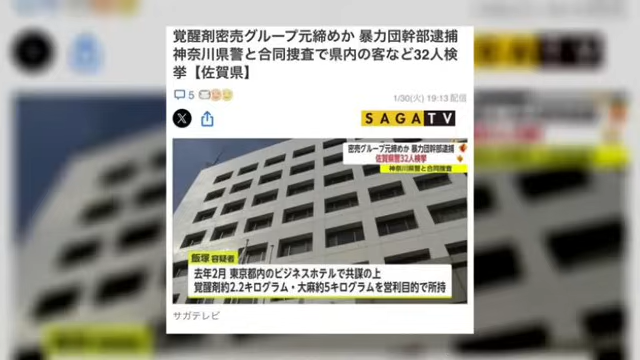 覚醒剤密売グループ元締めか 暴力団幹部逮捕
神奈川県警と合同捜査で県内の客など32人検
挙【佐賀県】
5
1/30(火) 19:13 配信
SAGA TV
密売グループ元締めか 暴力団幹部逮捕
佐賀県警32人検挙
神奈川県警と合同捜査
飯塚 容疑者
去年2月 東京都内のビジネスホテルで共謀の上
覚醒剤約2.2キログラム・大麻約5キログラムを営利目的で所持
サガテレビ